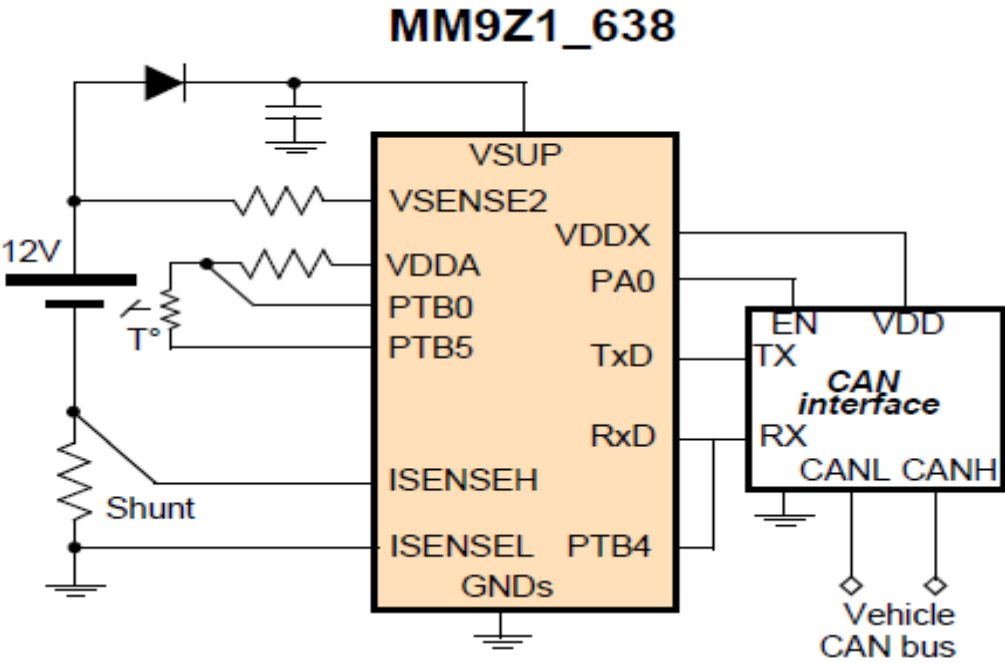 MM9Z1_638
VSUP
VSENSE2
12V
VDDA
PTB0
T°
PTB5
ISENSEH
Shunt
ISENSEL
GNDs
VDDX
PA0
TxD
RxD
PTB4
EN VDD
TX
CAN
interface
RX
CANL CANH
Vehicle
CAN bus